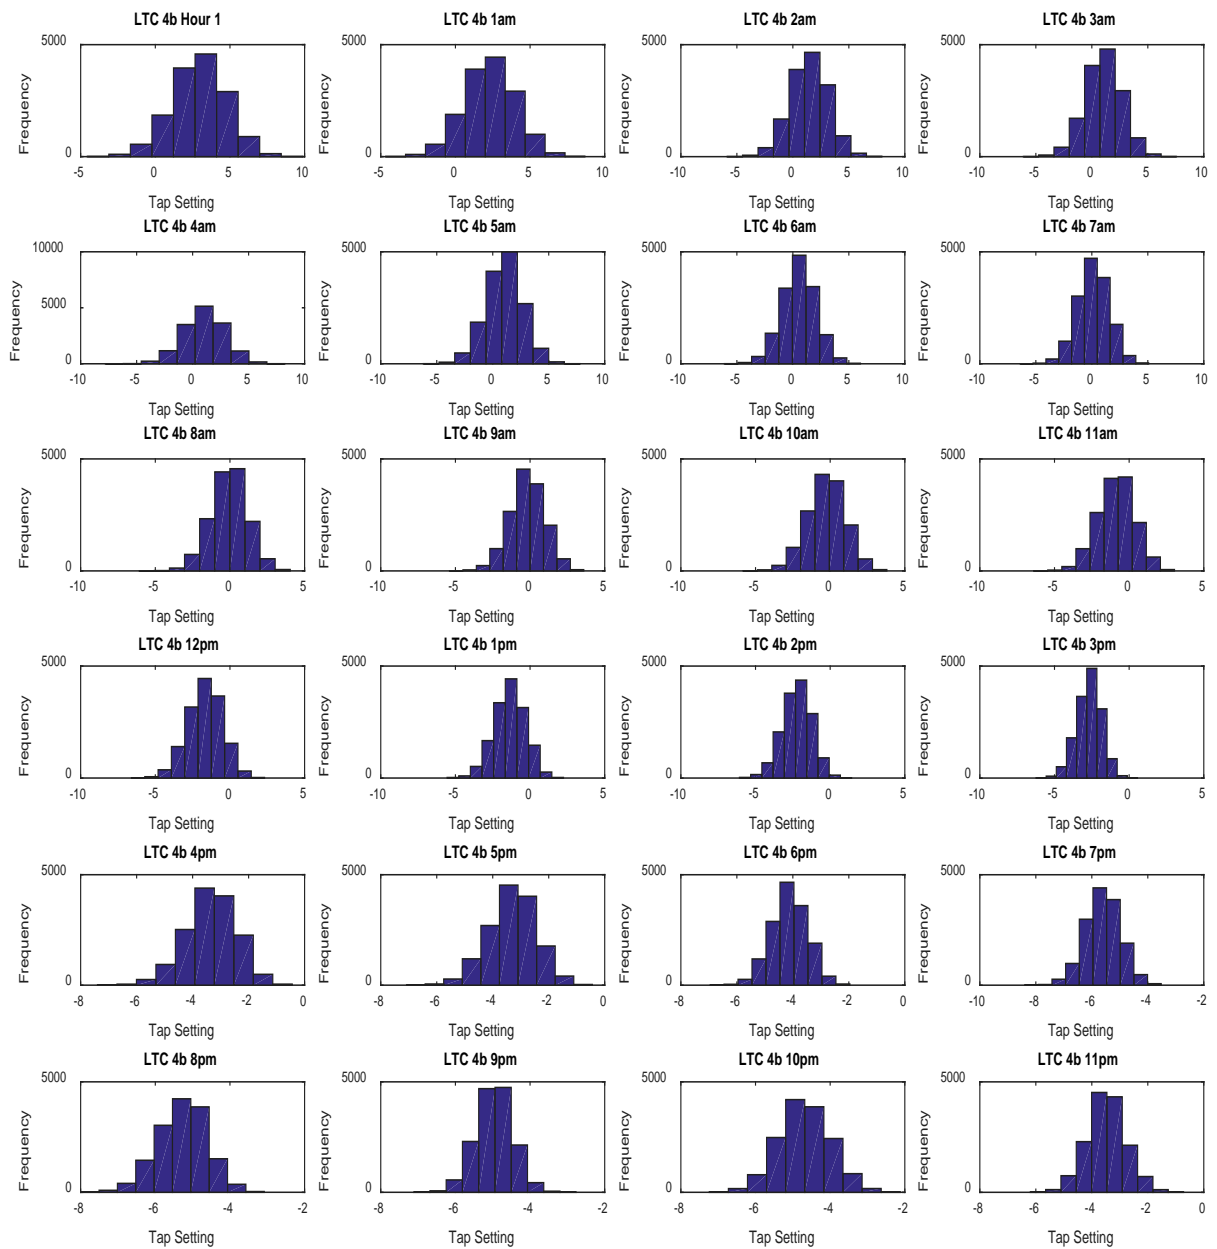 LTC 4b Hour 1 LTC 4b 1am LTC 4b 2am LTC 4b 3am
5000 5000 5000 5000
Frequency Frequency Frequency Frequency
0 0 0 0
-5 0 5 10 -5 0 5 10 -10 -5 0 5 10 -10 -5 0 5 10
Tap Setting Tap Setting Tap Setting Tap Setting
LTC 4b 4am LTC 4b 5am LTC 4b 6am LTC 4b 7am
10000 5000 5000 5000
5000
Frequency Frequency Frequency Frequency
0 0 0 0
-10 -5 0 5 10 -10 -5 0 5 10 -10 -5 0 5 10 -10 -5 0 5 10
Tap Setting Tap Setting Tap Setting Tap Setting
LTC 4b 8am LTC 4b 9am LTC 4b 10am LTC 4b 11am
5000 5000 5000 5000
Frequency Frequency Frequency Frequency
0 0 0 0
-10 -5 0 5 -10 -5 0 5 -10 -5 0 5 -10 -5 0 5
Tap Setting Tap Setting Tap Setting Tap Setting
LTC 4b 12pm LTC 4b 1pm LTC 4b 2pm LTC 4b 3pm
5000 5000 5000 5000
Frequency Frequency Frequency Frequency
0 0 0 0
-10 -5 0 5 -10 -5 0 5 -10 -5 0 5 -10 -5 0 5
Tap Setting Tap Setting Tap Setting Tap Setting
LTC 4b 4pm LTC 4b 5pm LTC 4b 6pm LTC 4b 7pm
5000 5000 5000 5000
Frequency Frequency Frequency Frequency
0 0 0 0
-8 -6 -4 -2 0 -8 -6 -4 -2 0 -8 -6 -4 -2 0 -10 -8 -6 -4 -2
Tap Setting Tap Setting Tap Setting Tap Setting
LTC 4b 8pm LTC 4b 9pm LTC 4b 10pm LTC 4b 11pm
5000 5000 5000 5000
Frequency Frequency Frequency Frequency
0 0 0 0
-8 -6 -4 -2 -8 -6 -4 -2 -8 -6 -4 -2 -8 -6 -4 -2 0
Tap Setting Tap Setting Tap Setting Tap Setting